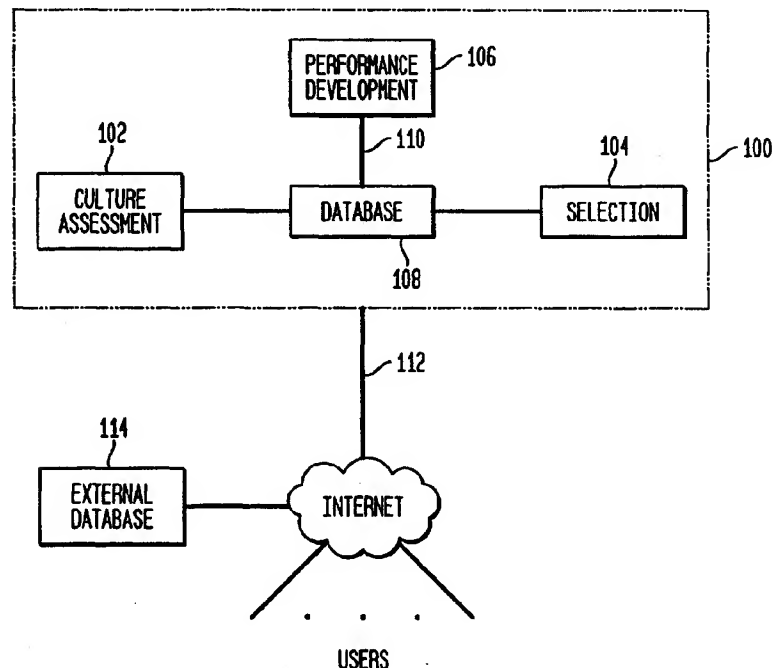 PERFORMANCE
DEVELOPMENT
106
110
102
CULTURE
ASSESSMENT
DATABASE
108
104
SELECTION
100
112
114
EXTERNAL
DATABASE
INTERNET
USERS